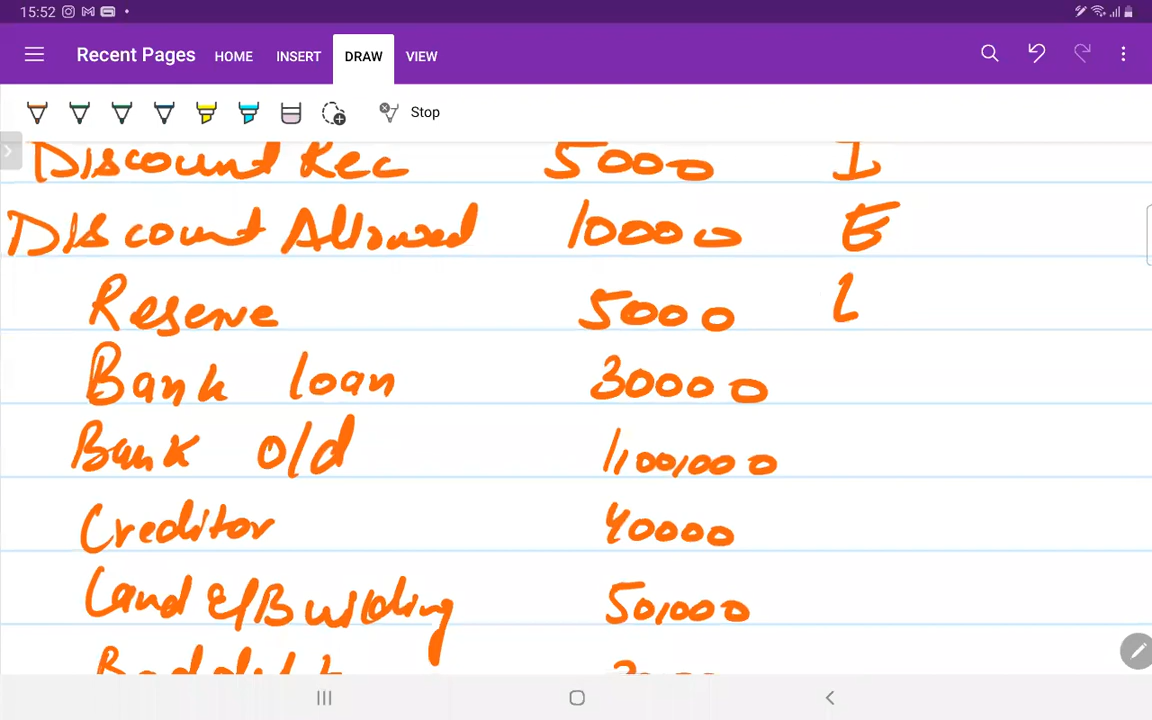 15:52
Recent Pages HOME INSERT DRAW VIEW
Stop
Discount Rec 5000 I
Discount Allowed 10000 E
Reserve 5000 L
Bank loan 30000
Bank o/d 1,00,000
Creditor 40000
Land & Building 50,000